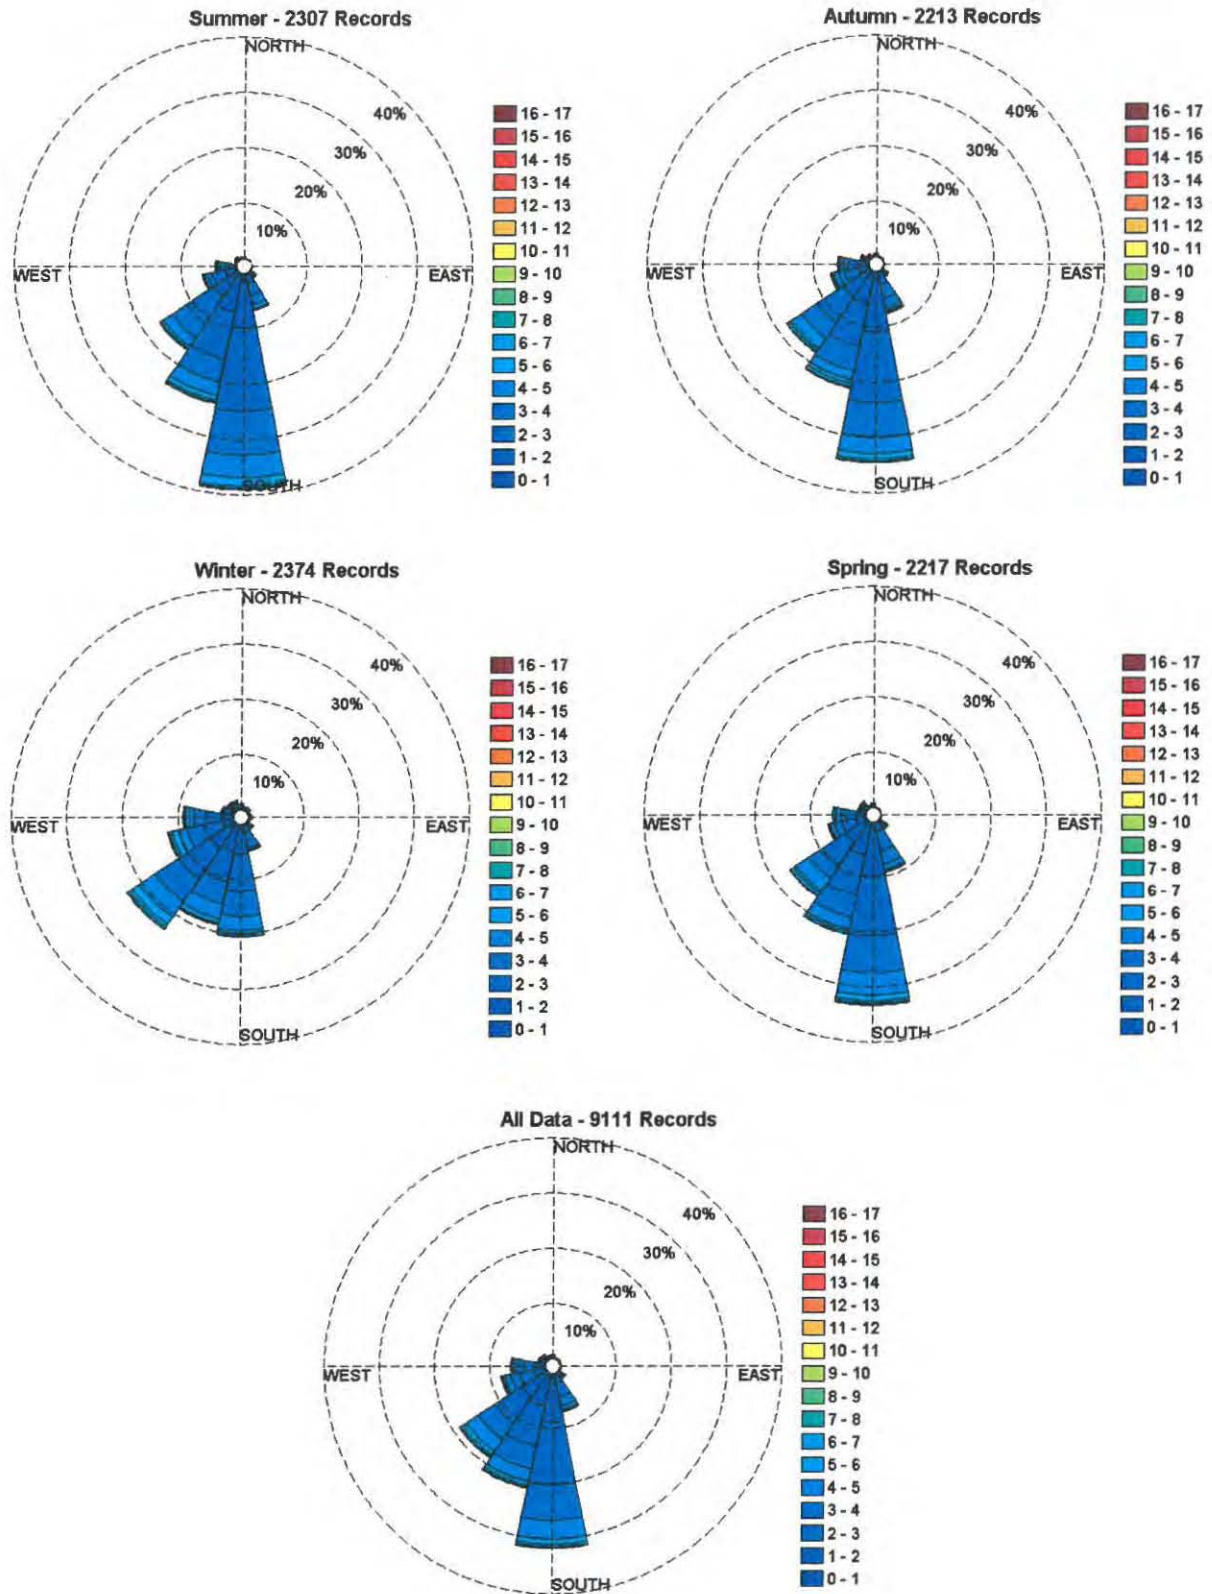 Summer - 2307 Records
NORTH
40%
30%
20%
10%
WEST
EAST
SOUTH
16 - 17
15 - 16
14 - 15
13 - 14
12 - 13
11 - 12
10 - 11
9 - 10
8 - 9
7 - 8
6 - 7
5 - 6
4 - 5
3 - 4
2 - 3
1 - 2
0 - 1
Autumn - 2213 Records
NORTH
40%
30%
20%
10%
WEST
EAST
SOUTH
16 - 17
15 - 16
14 - 15
13 - 14
12 - 13
11 - 12
10 - 11
9 - 10
8 - 9
7 - 8
6 - 7
5 - 6
4 - 5
3 - 4
2 - 3
1 - 2
0 - 1
Winter - 2374 Records
NORTH
40%
30%
20%
10%
WEST
EAST
SOUTH
16 - 17
15 - 16
14 - 15
13 - 14
12 - 13
11 - 12
10 - 11
9 - 10
8 - 9
7 - 8
6 - 7
5 - 6
4 - 5
3 - 4
2 - 3
1 - 2
0 - 1
Spring - 2217 Records
NORTH
40%
30%
20%
10%
WEST
EAST
SOUTH
16 - 17
15 - 16
14 - 15
13 - 14
12 - 13
11 - 12
10 - 11
9 - 10
8 - 9
7 - 8
6 - 7
5 - 6
4 - 5
3 - 4
2 - 3
1 - 2
0 - 1
All Data - 9111 Records
NORTH
40%
30%
20%
10%
WEST
EAST
SOUTH
16 - 17
15 - 16
14 - 15
13 - 14
12 - 13
11 - 12
10 - 11
9 - 10
8 - 9
7 - 8
6 - 7
5 - 6
4 - 5
3 - 4
2 - 3
1 - 2
0 - 1